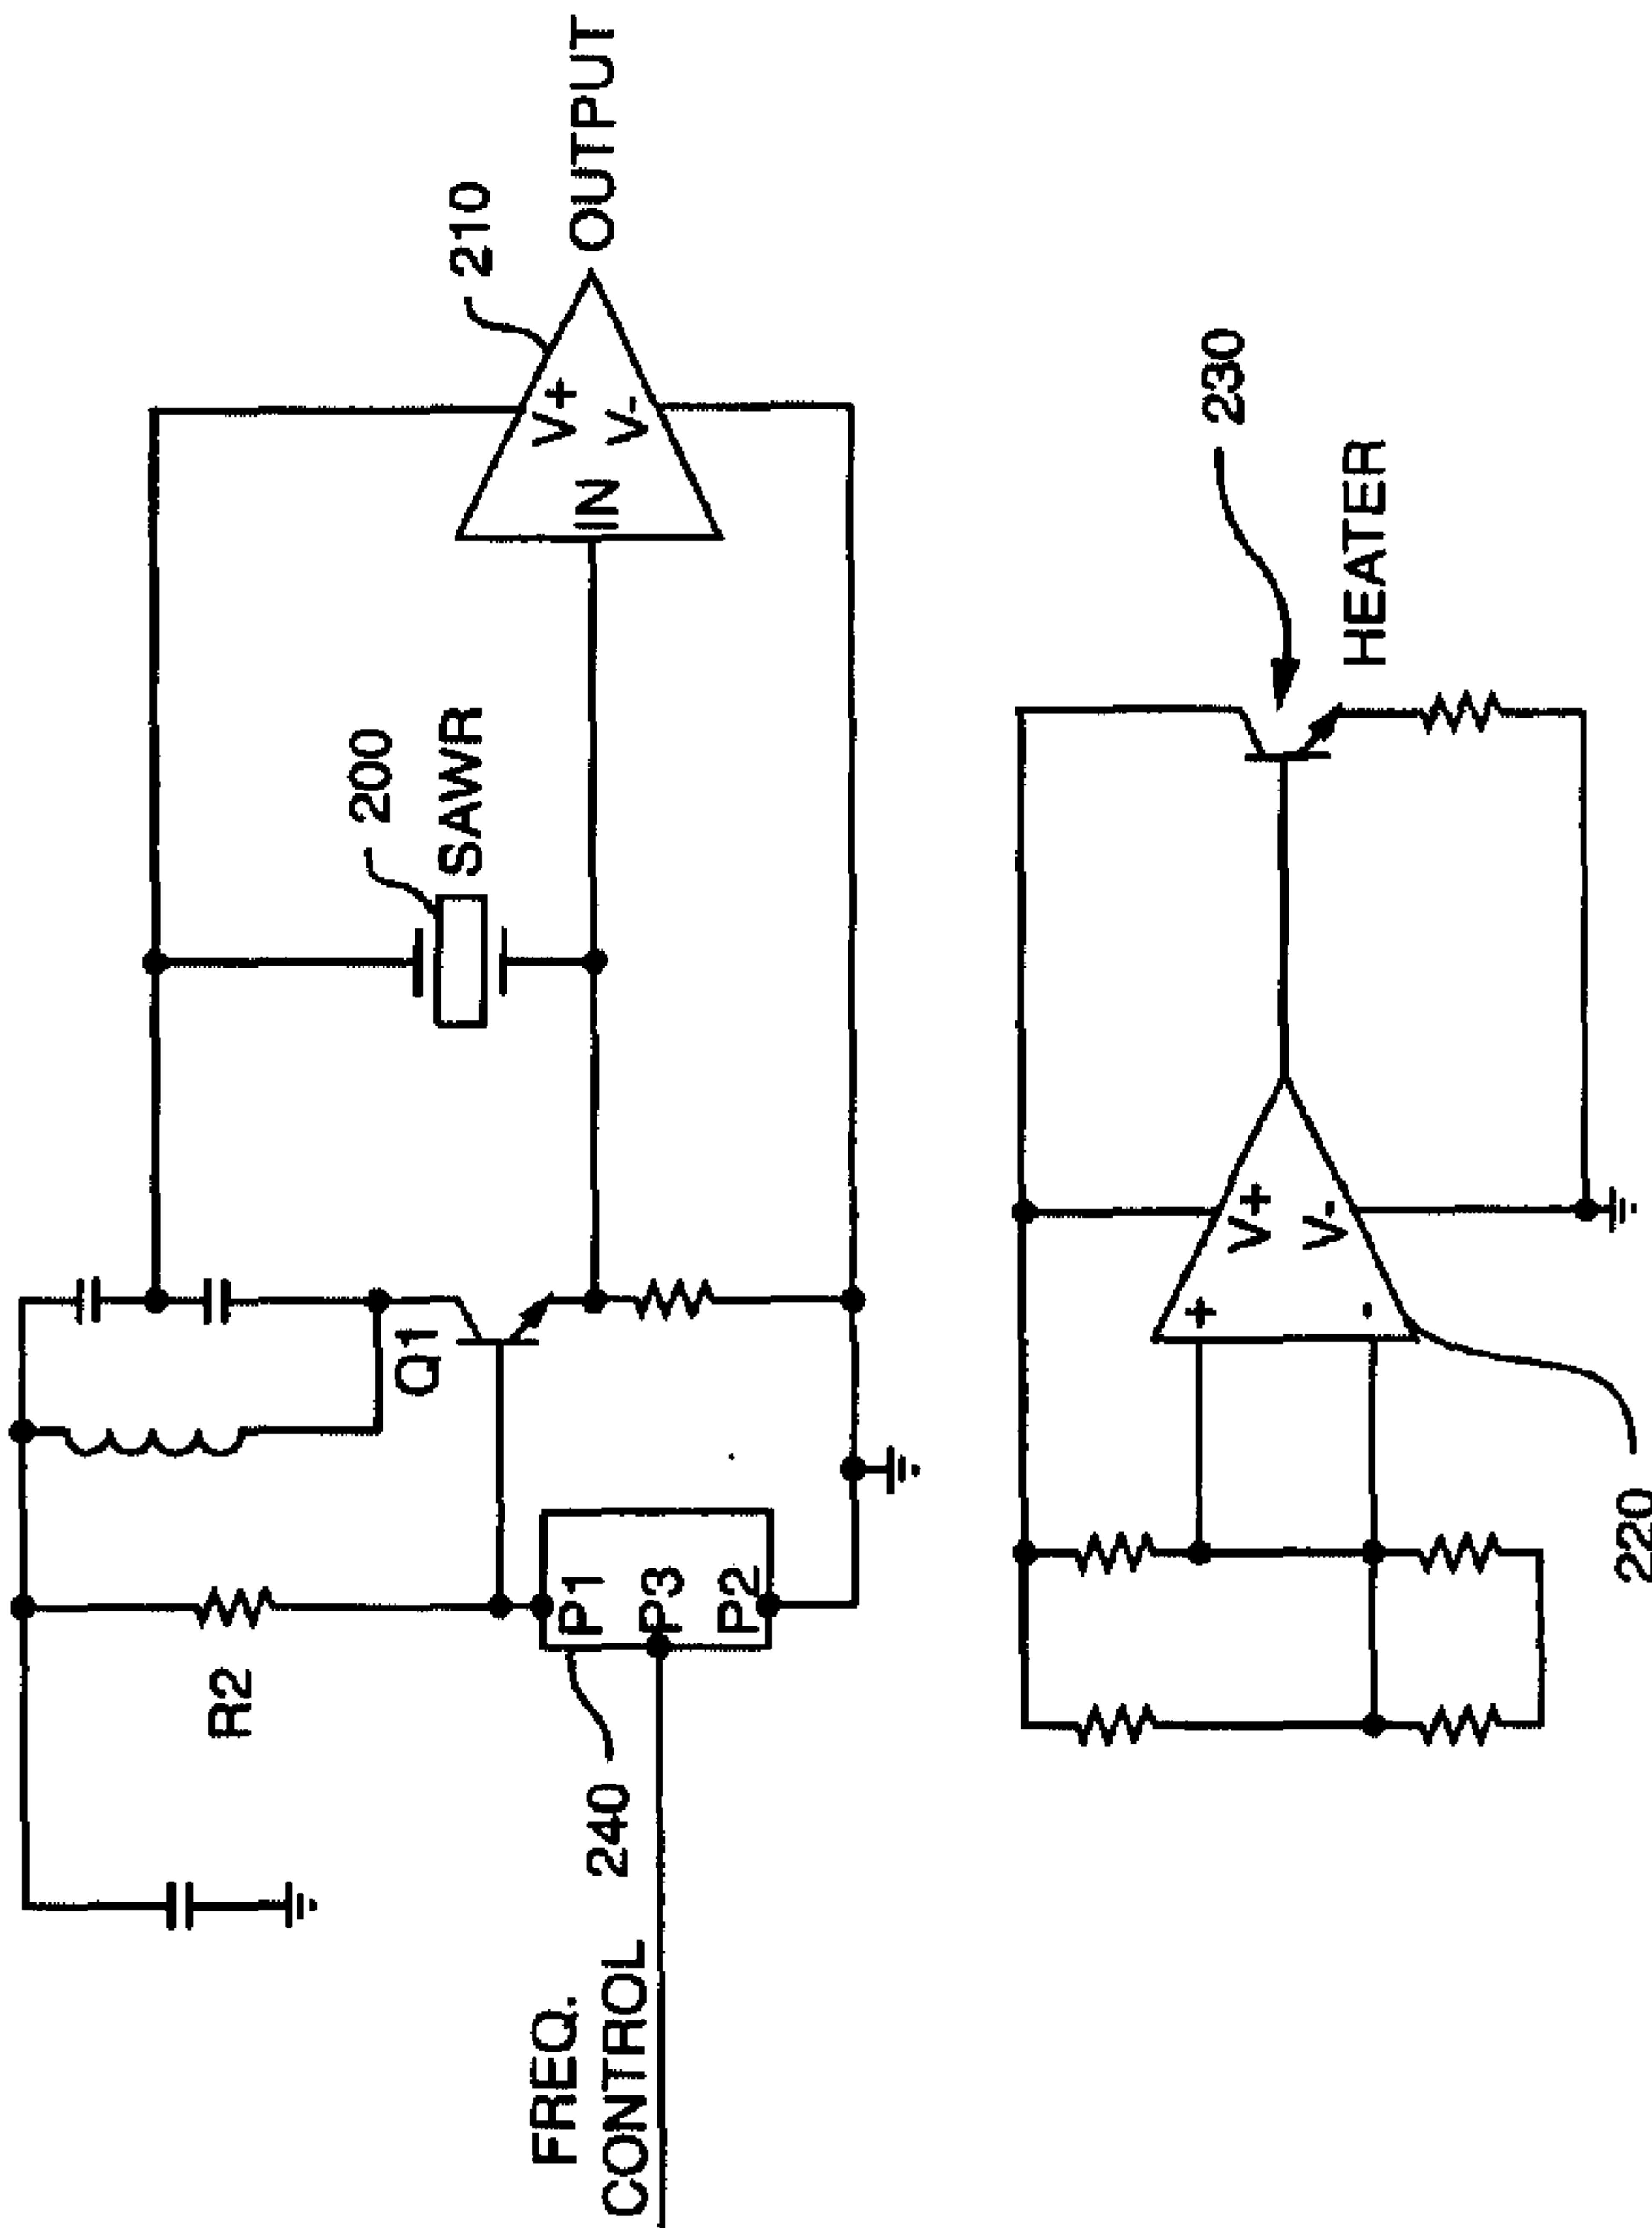 R2
Q1
200
SAWR
210
V+
IN
V-
OUTPUT
P1
P3
P2
240
FREQ.
CONTROL
230
HEATER
+
-
V+
V-
220